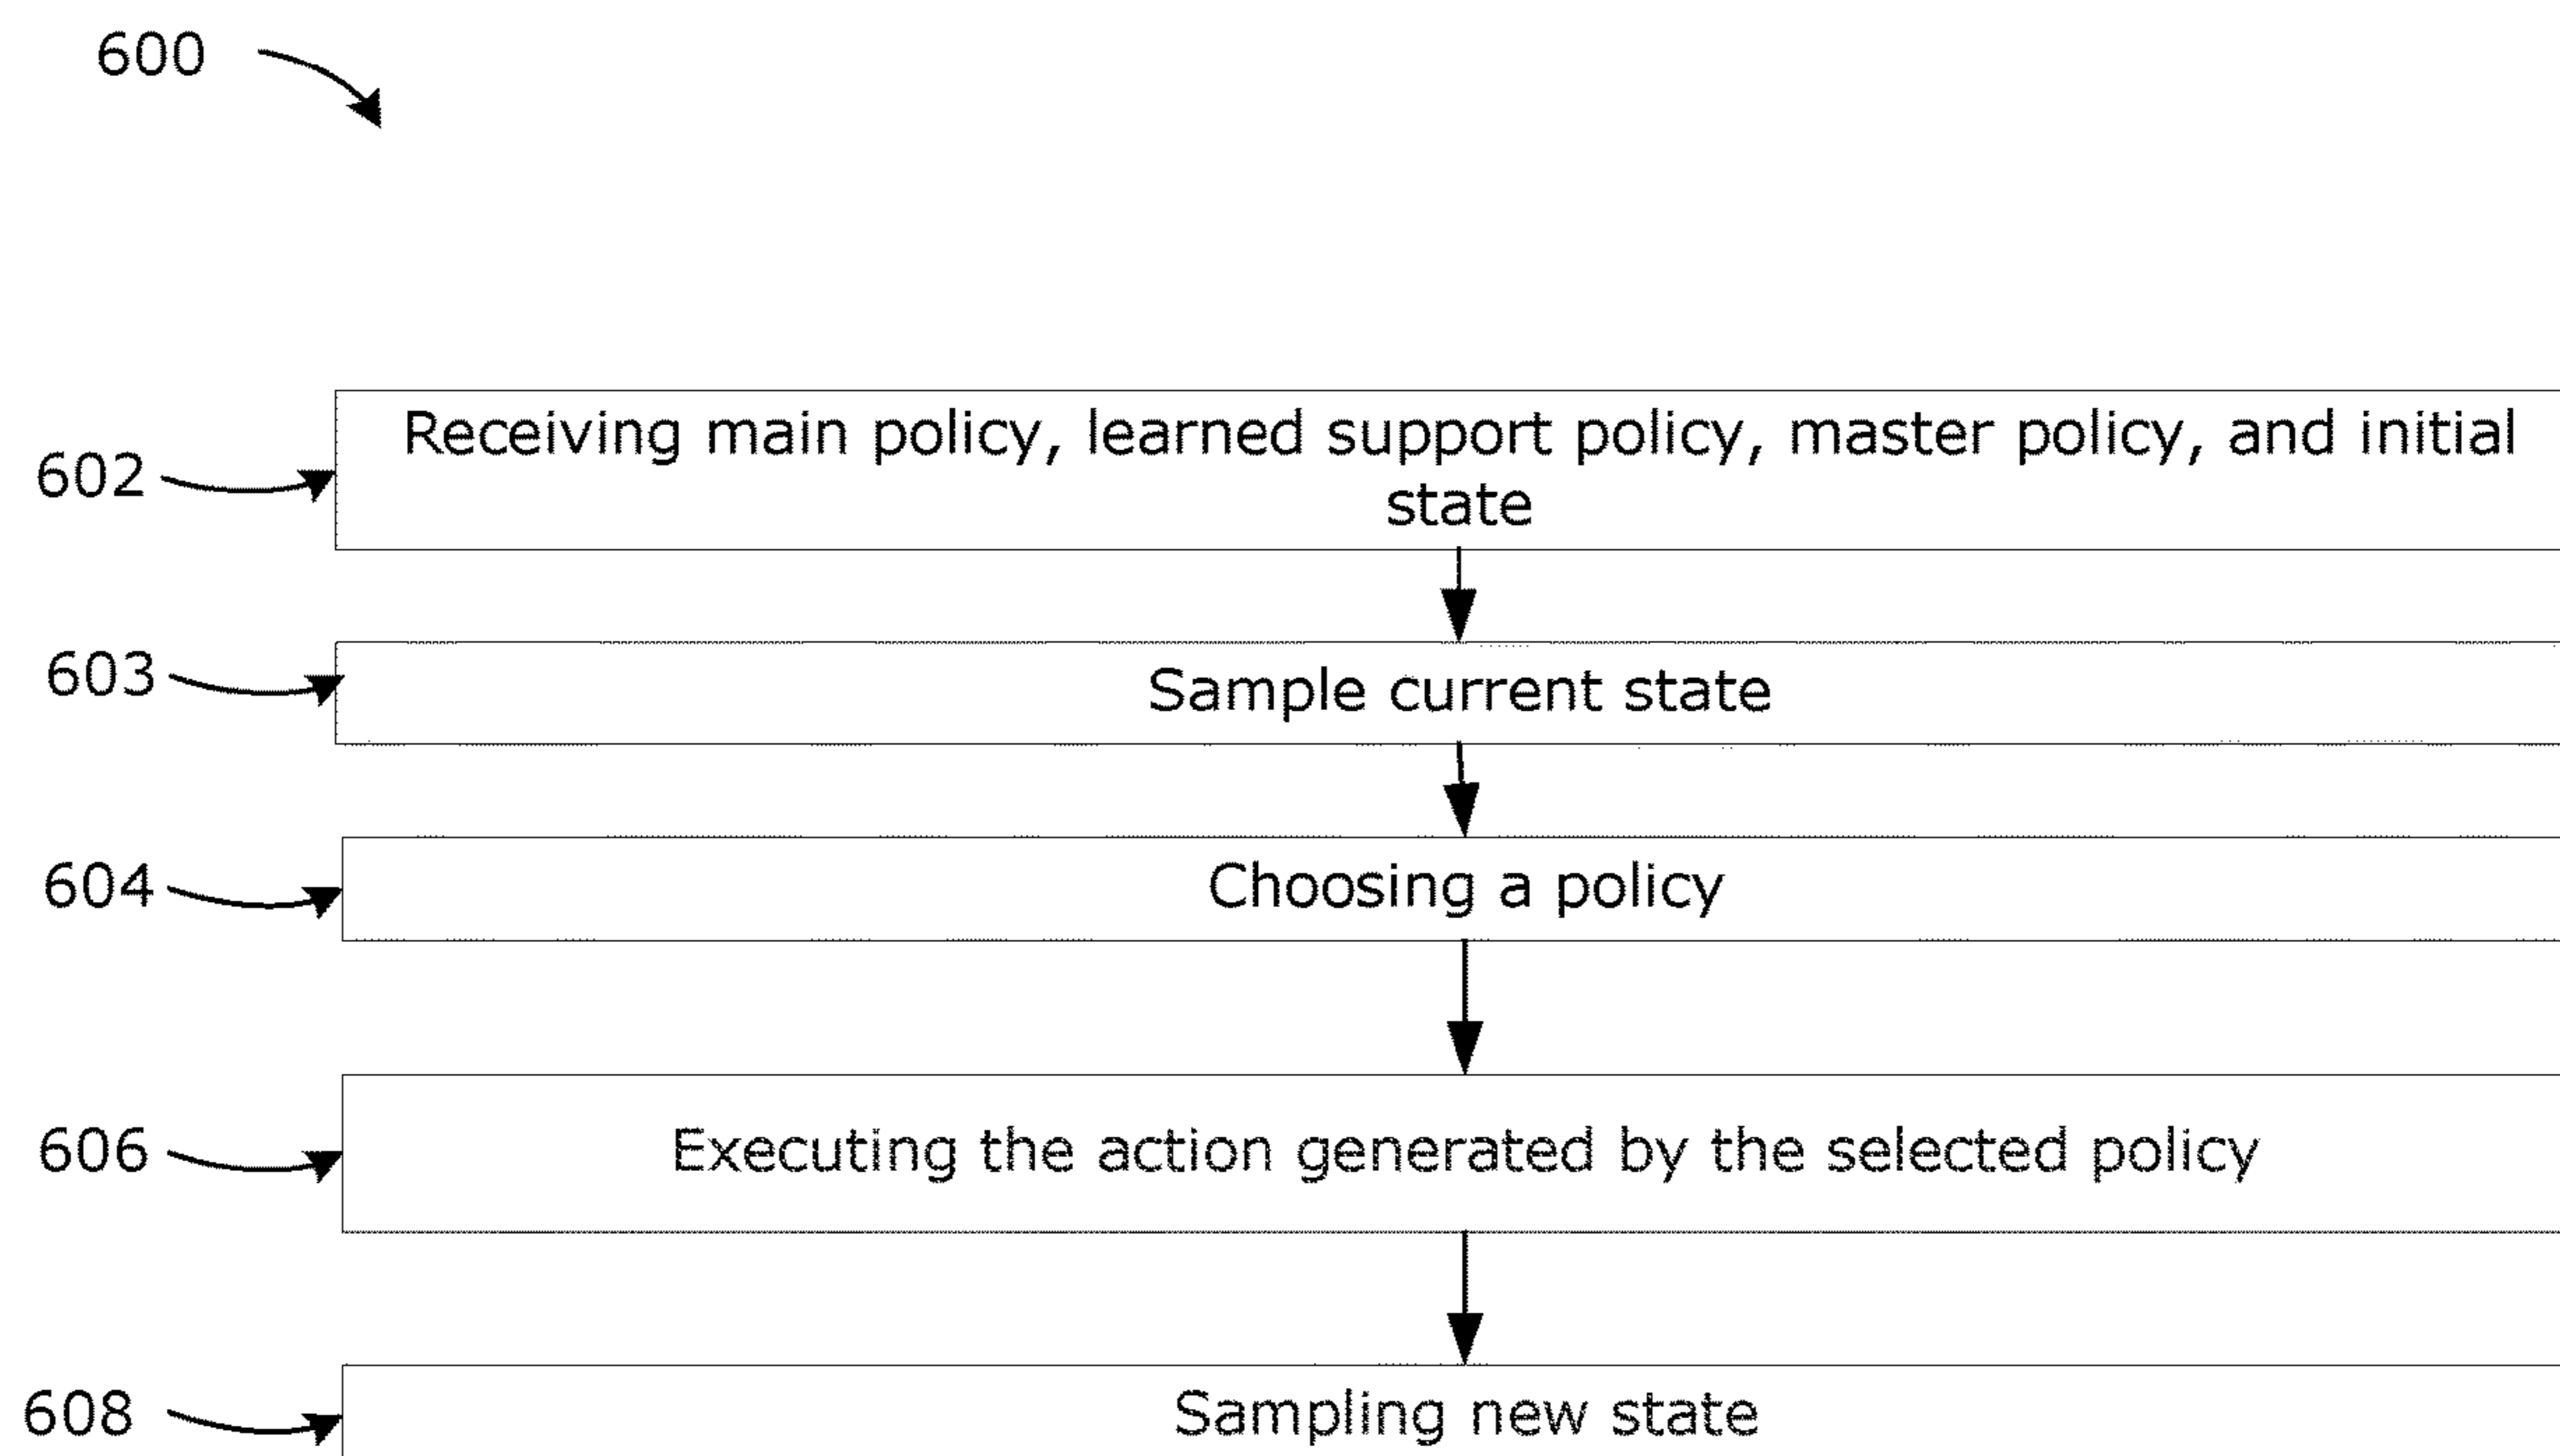 600
602
Receiving main policy, learned support policy, master policy, and initial
state
603
Sample current state
604
Choosing a policy
606
Executing the action generated by the selected policy
608
Sampling new state